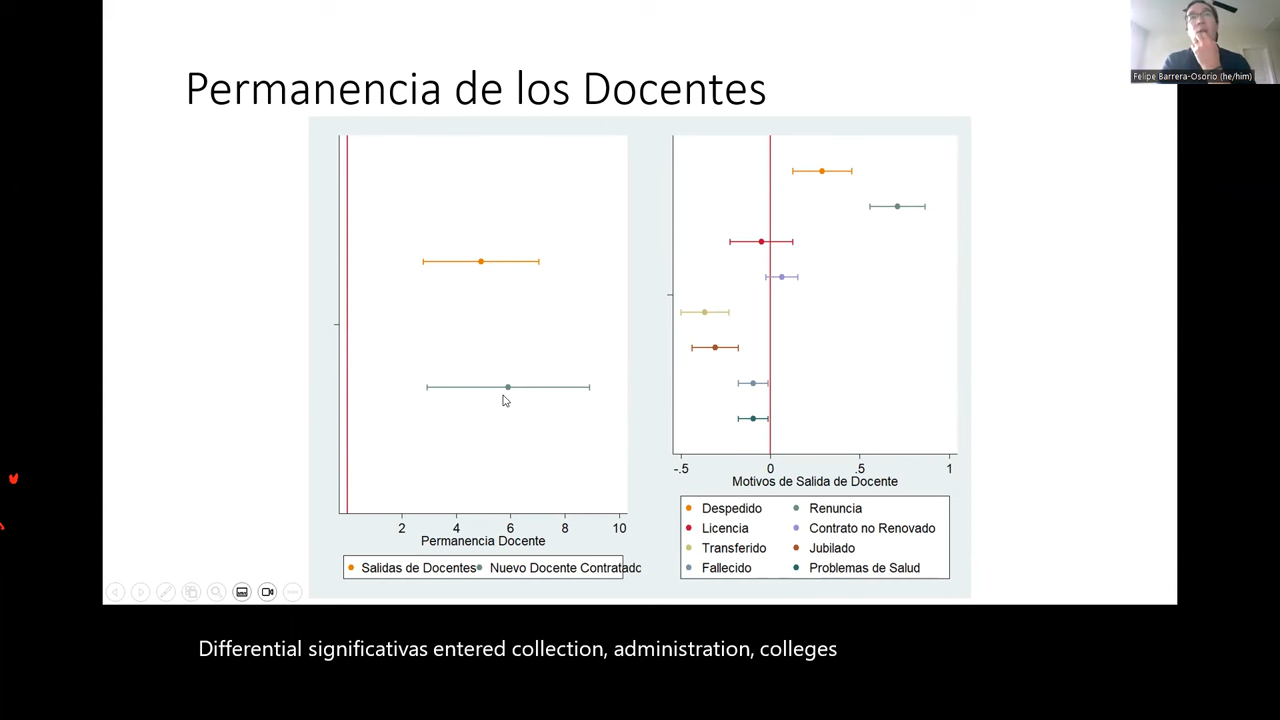 Felipe Barrera-Osorio (he/him)
Permanencia de los Docentes
2 4 6 8 10
Permanencia Docente
Salidas de Docentes Nuevo Docente Contratado
-.5 0 .5 1
Motivos de Salida de Docente
Despedido Renuncia
Licencia Contrato no Renovado
Transferido Jubilado
Fallecido Problemas de Salud
Differential significativas entered collection, administration, colleges